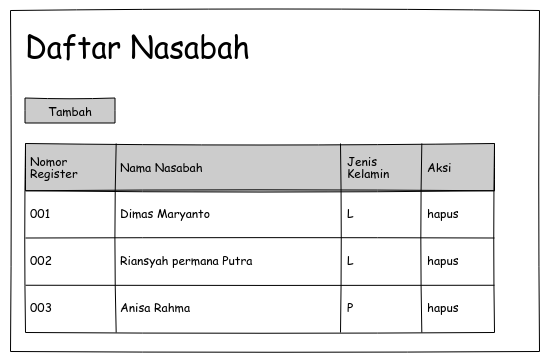 Daftar Nasabah
Tambah
Nomor Register Nama Nasabah Jenis Kelamin Aksi
001 Dimas Maryanto L hapus
002 Riansyah permana Putra L hapus
003 Anisa Rahma P hapus